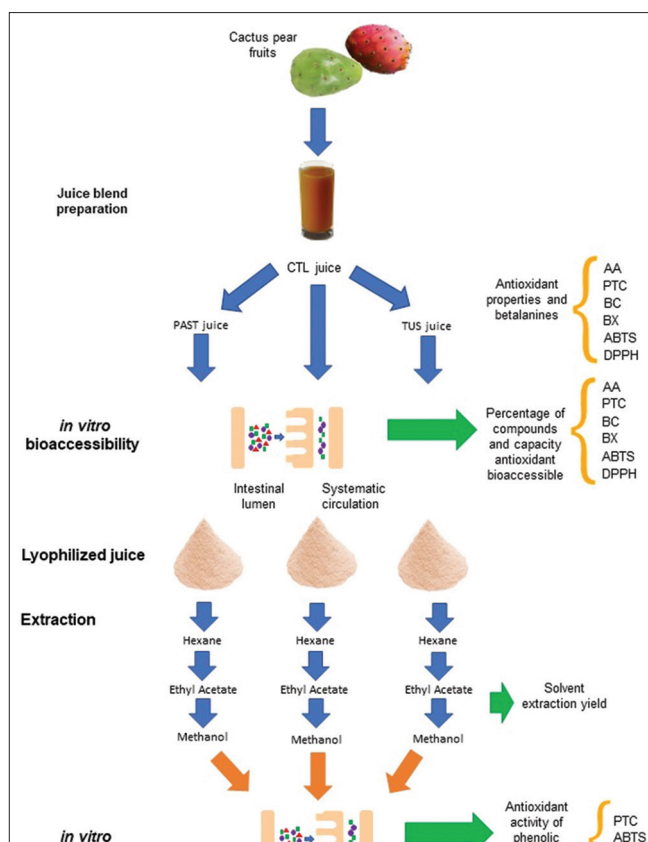 Cactus pear
fruits
Juice blend
preparation
CTL juice
PAST juice
TUS juice
Antioxidant
properties and
betalanines
AA
PTC
BC
BX
ABTS
DPPH
in vitro
bioaccessibility
Percentage of
compounds
and capacity
antioxidant
bioaccessible
AA
PTC
BC
BX
ABTS
DPPH
Intestinal
lumen
Systematic
circulation
Lyophilized juice
Extraction
Hexane
Hexane
Hexane
Ethyl Acetate
Ethyl Acetate
Ethyl Acetate
Solvent
extraction yield
Methanol
Methanol
Methanol
in vitro
Antioxidant
activity of
phenolic
PTC
ABTS